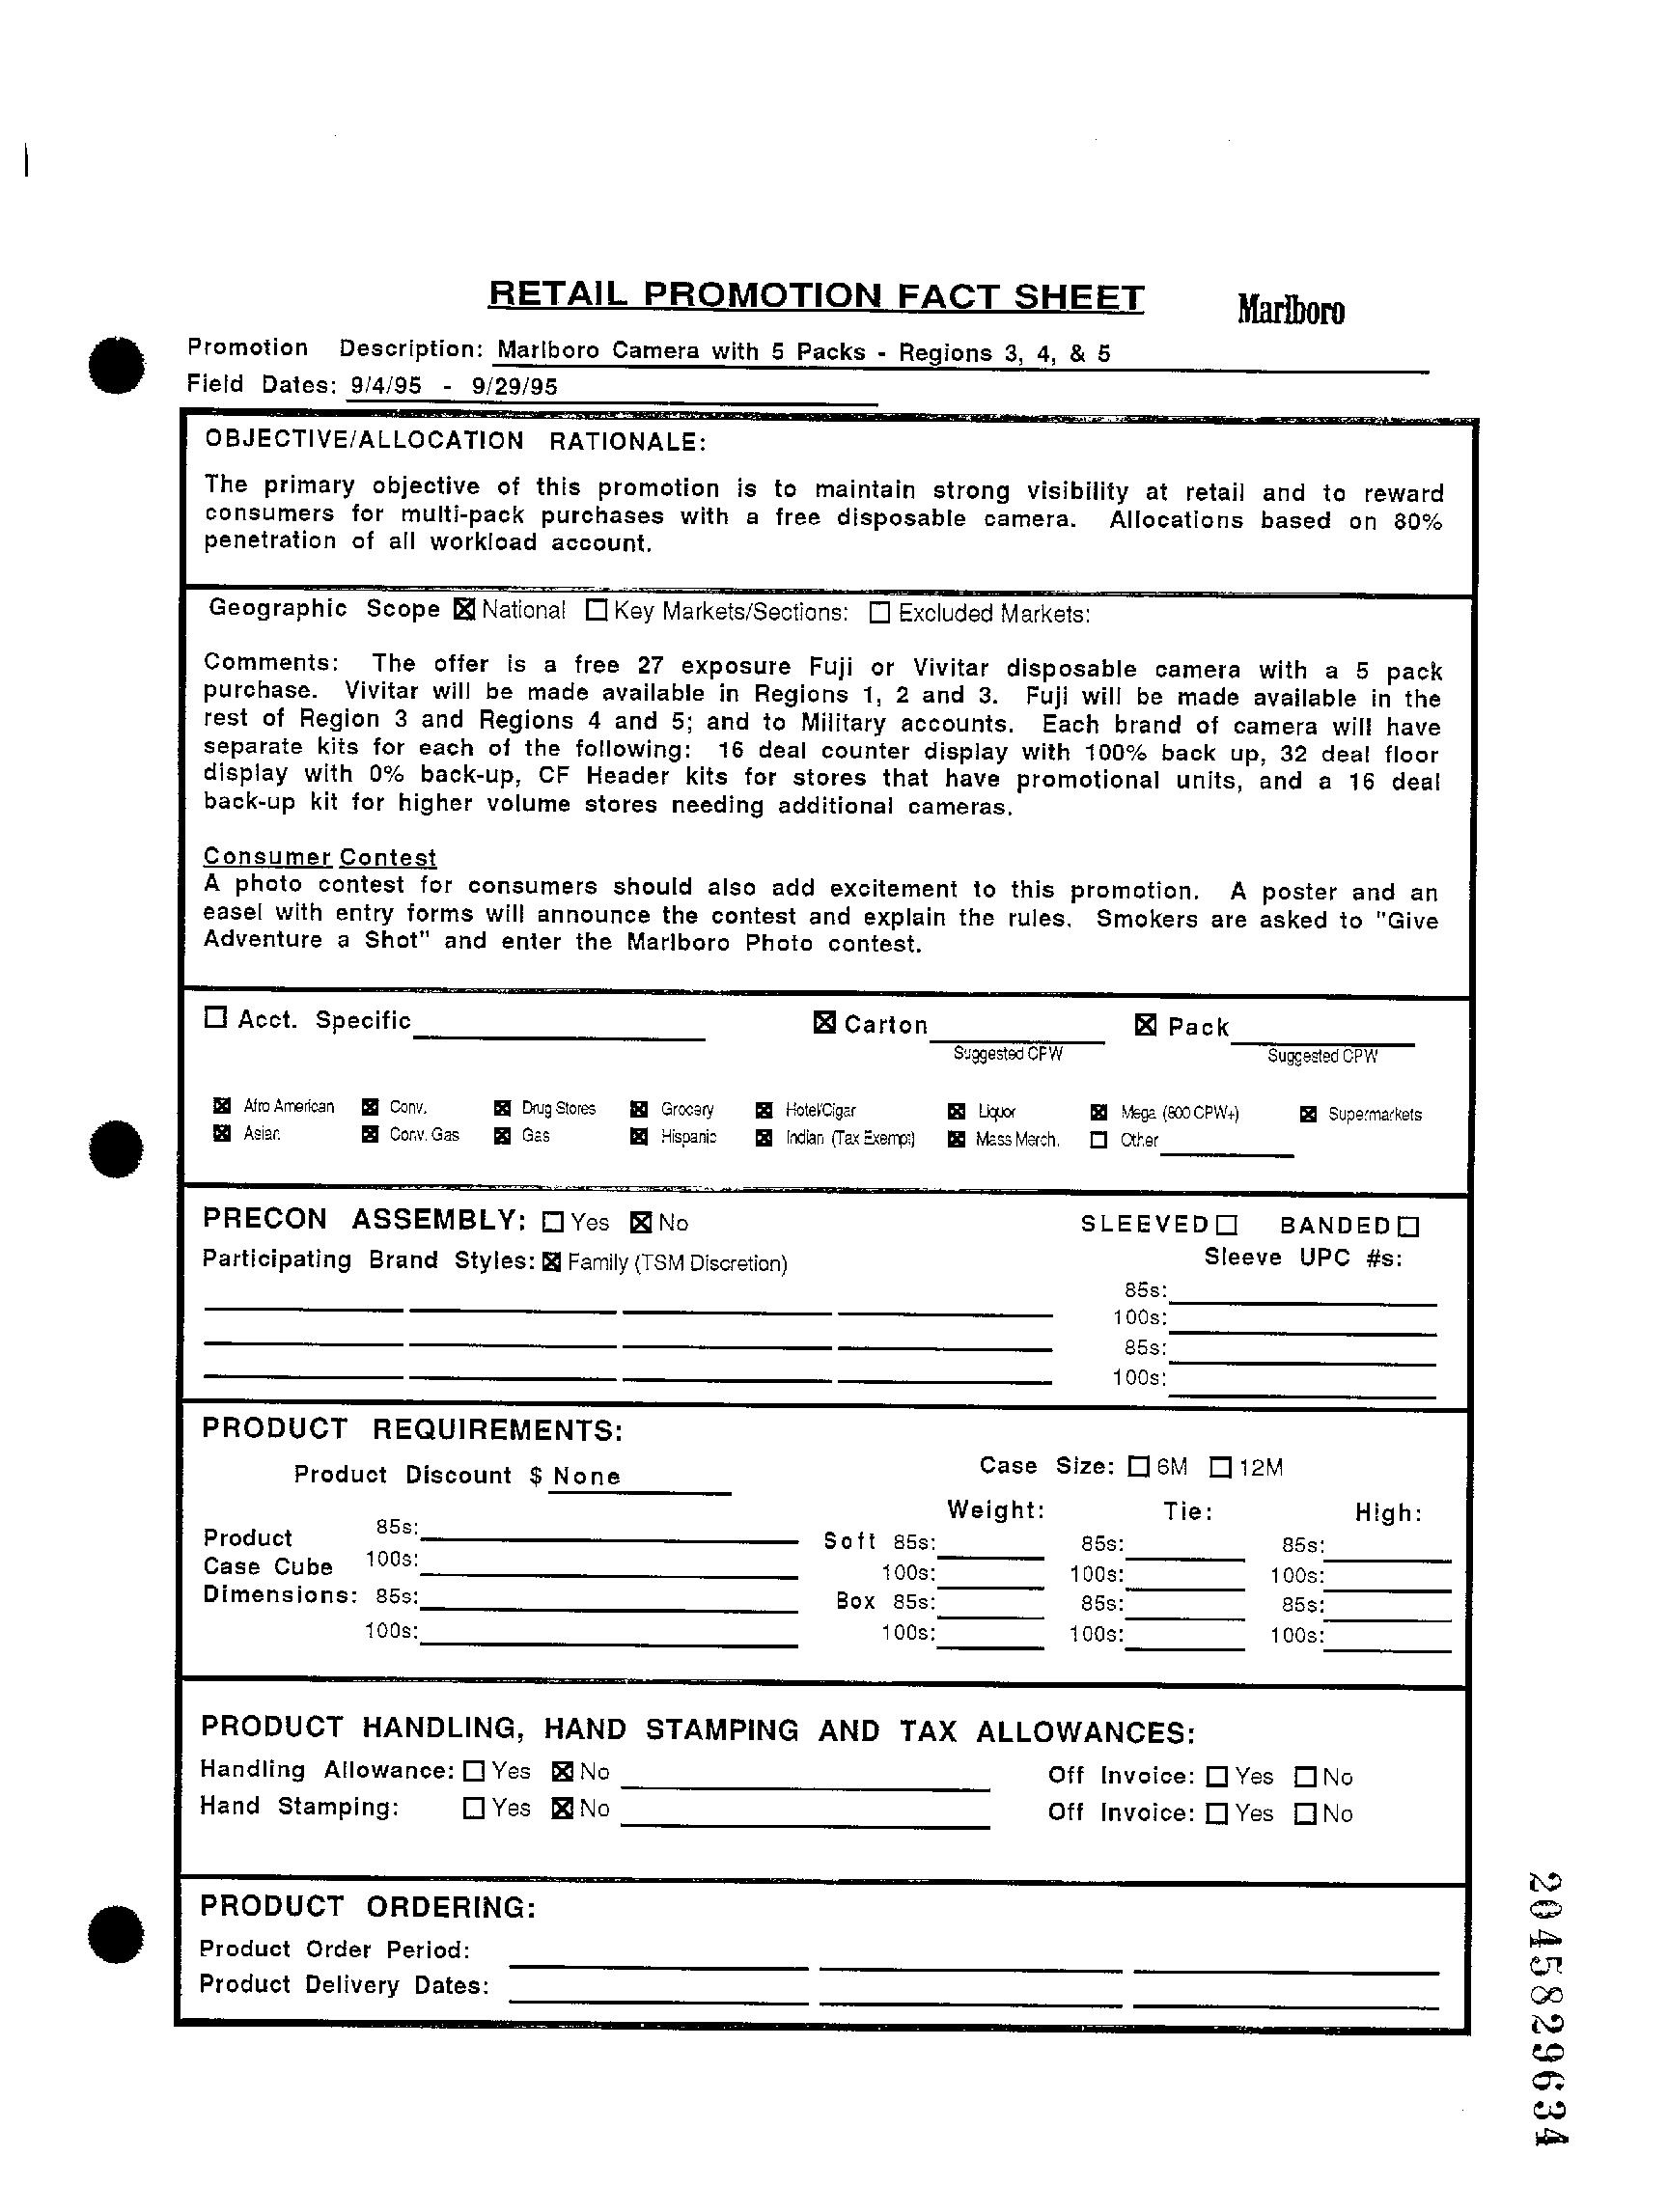 RETAIL PROMOTION FACT SHEET
Marlboro
Promotion Description: Marlboro Camera with 5 Packs - Regions 3, 4, & 5
Field Dates: 9/4/95 - 9/29/95
OBJECTIVE/ALLOCATION RATIONALE:
The primary objective of this promotion is to maintain strong visibility at retail and to reward
consumers for multi-pack purchases with a free disposable camera. Allocations based on 80%
penetration of all workload account.
Geographic Scope ☒ National ☐ Key Markets/Sections: ☐ Excluded Markets:
Comments: The offer is a free 27 exposure Fuji or Vivitar disposable camera with a 5 pack
purchase. Vivitar will be made available in Regions 1, 2 and 3. Fuji will be made available in the
rest of Region 3 and Regions 4 and 5; and to Military accounts. Each brand of camera will have
separate kits for each of the following: 16 deal counter display with 100% back up, 32 deal floor
display with 0% back-up, CF Header kits for stores that have promotional units, and a 16 deal
back-up kit for higher volume stores needing additional cameras.
Consumer Contest
A photo contest for consumers should also add excitement to this promotion. A poster and an
easel with entry forms will announce the contest and explain the rules. Smokers are asked to "Give
Adventure a Shot" and enter the Marlboro Photo contest.
☐ Acct. Specific ☒ Carton ☒ Pack
Suggested CPW Suggested CPW
☒ Afro American ☒ Conv. ☒ Drug Stores ☒ Grocery ☒ Hotel/Cigar ☒ Liquor ☒ Mega (800 CPW+) ☒ Supermarkets
☒ Asian ☒ Conv. Gas ☒ Gas ☒ Hispanic ☒ Indian (Tax Exempt) ☒ Mass Merch. ☐ Other
PRECON ASSEMBLY: ☐ Yes ☒ No SLEEVED ☐ BANDED ☐
Participating Brand Styles: ☒ Family (TSM Discretion) Sleeve UPC #s:
85s:
100s:
85s:
100s:
PRODUCT REQUIREMENTS:
Product Discount $ None Case Size: ☐ 6M ☐ 12M
Weight: Tie: High:
Product 85s: Soft 85s: 85s: 85s:
Case Cube 100s: 100s: 100s: 100s:
Dimensions: 85s: Box 85s: 85s: 85s:
100s: 100s: 100s: 100s:
PRODUCT HANDLING, HAND STAMPING AND TAX ALLOWANCES:
Handling Allowance: ☐ Yes ☒ No Off Invoice: ☐ Yes ☐ No
Hand Stamping: ☐ Yes ☒ No Off Invoice: ☐ Yes ☐ No
PRODUCT ORDERING:
Product Order Period:
Product Delivery Dates:
2045829634